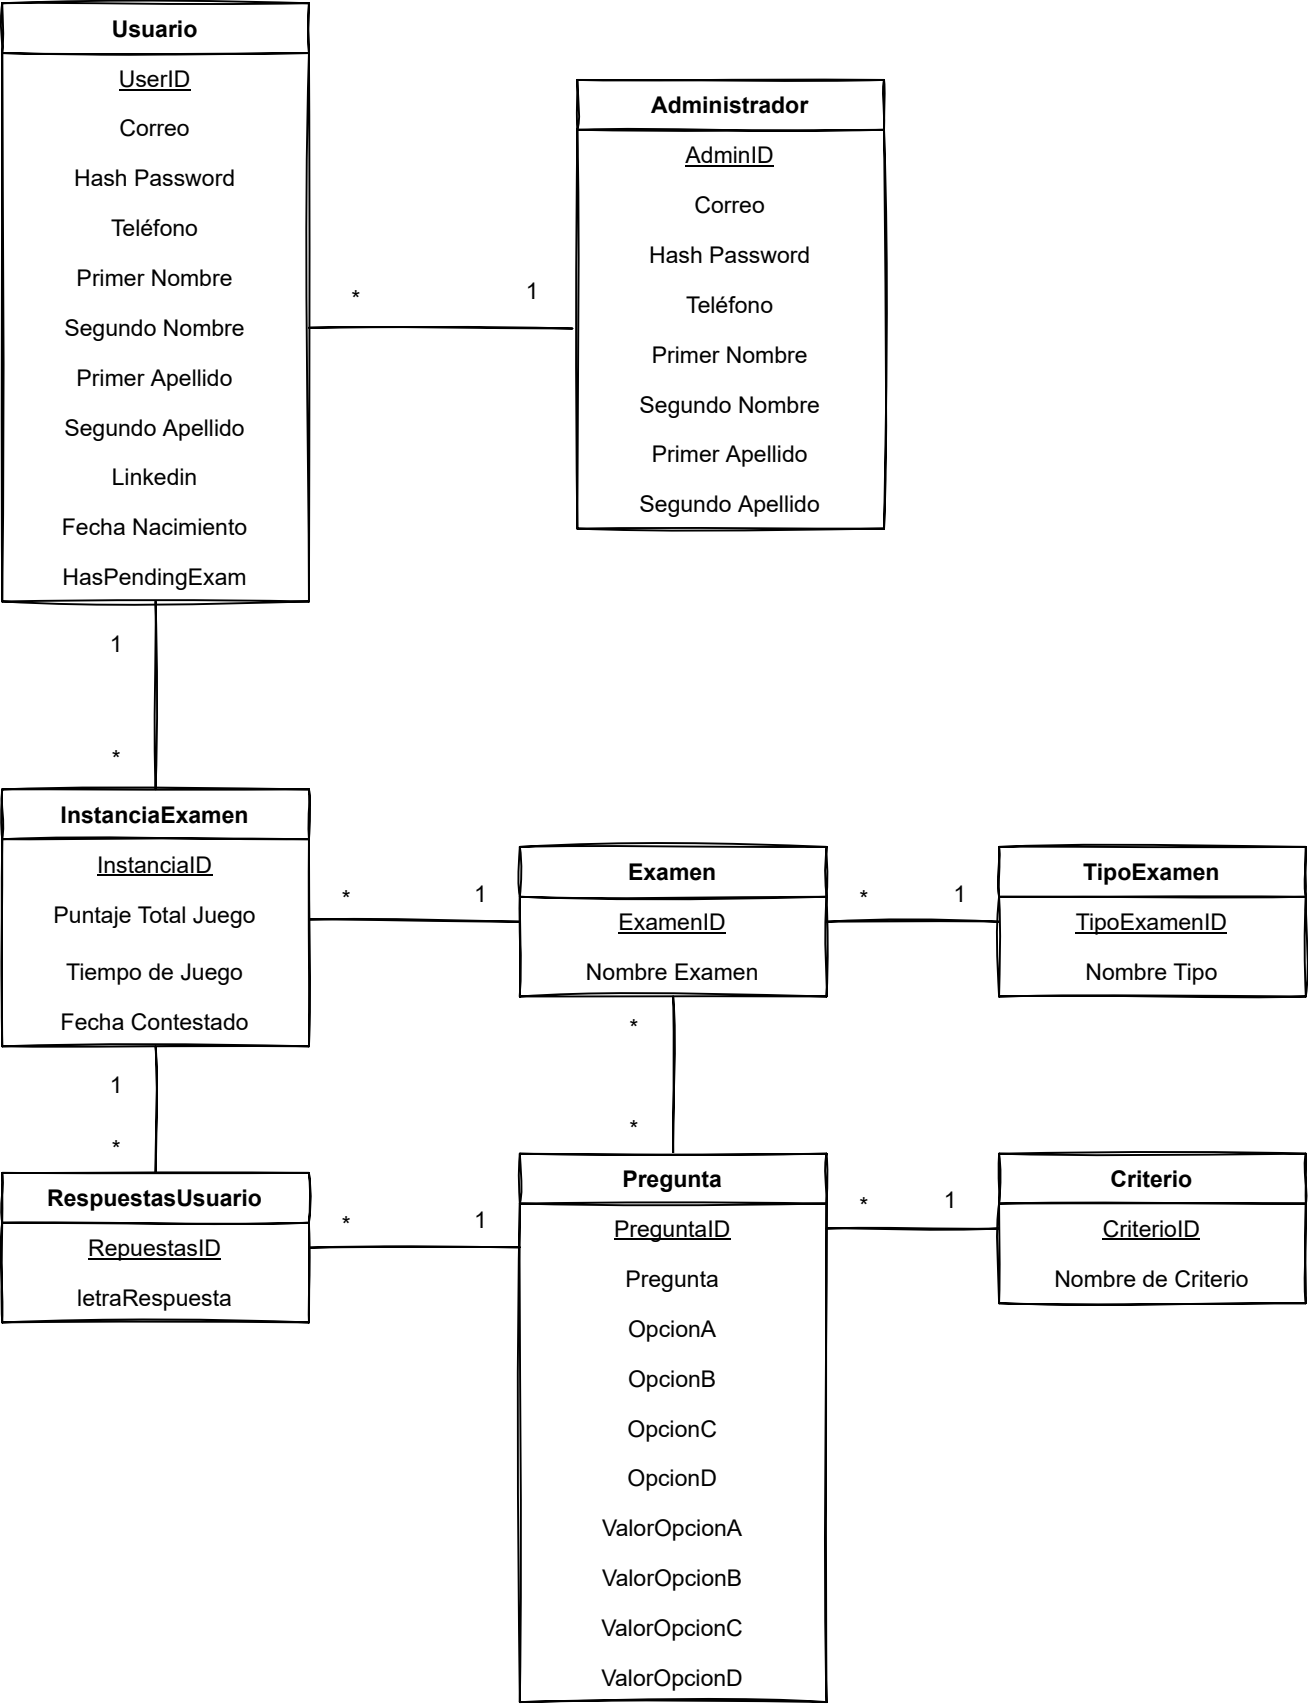 Usuario
UserID
Correo
Hash Password
Teléfono
Primer Nombre
Segundo Nombre
Primer Apellido
Segundo Apellido
Linkedin
Fecha Nacimiento
HasPendingExam
* 1
Administrador
AdminID
Correo
Hash Password
Teléfono
Primer Nombre
Segundo Nombre
Primer Apellido
Segundo Apellido
1
*
InstanciaExamen
InstanciaID
Puntaje Total Juego
Tiempo de Juego
Fecha Contestado
* 1
Examen
ExamenID
Nombre Examen
* 1
TipoExamen
TipoExamenID
Nombre Tipo
1
*
*
*
RespuestasUsuario
RepuestasID
letraRespuesta
* 1
Pregunta
PreguntaID
Pregunta
OpcionA
OpcionB
OpcionC
OpcionD
ValorOpcionA
ValorOpcionB
ValorOpcionC
ValorOpcionD
* 1
Criterio
CriterioID
Nombre de Criterio